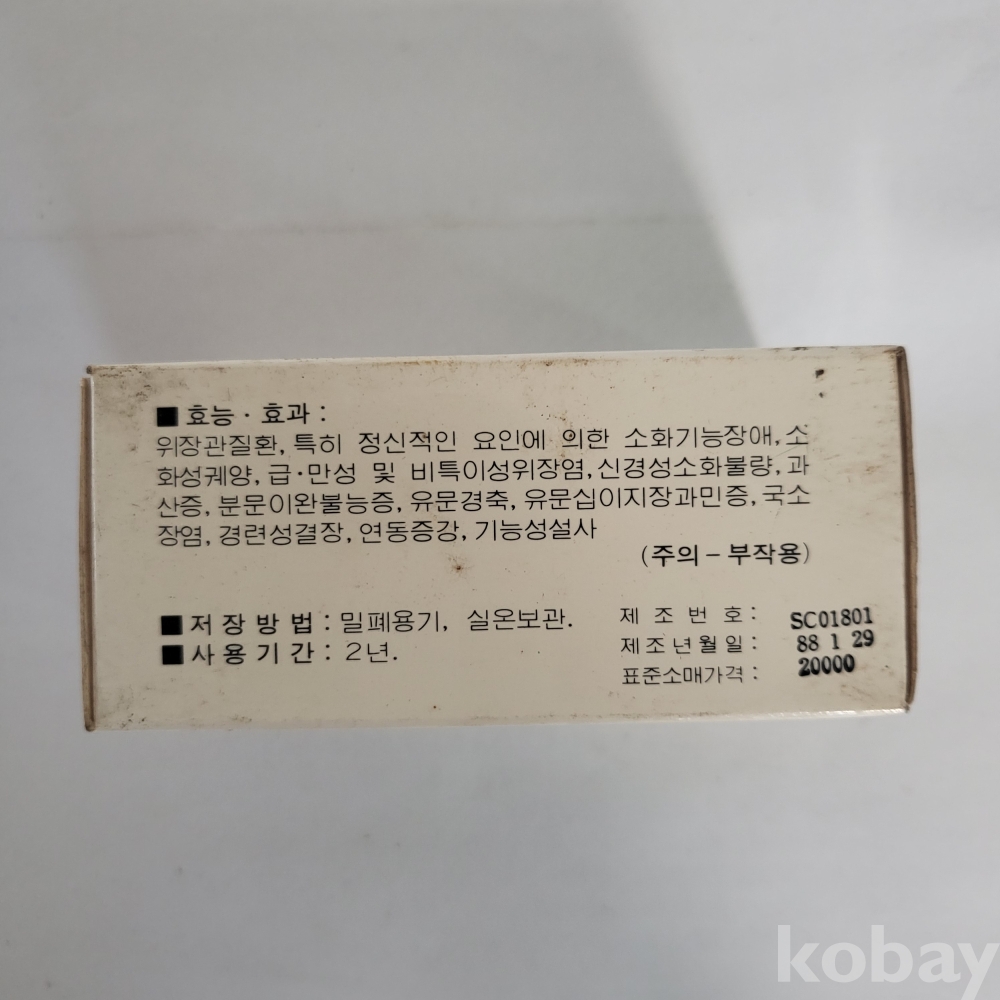 ■ 효능 · 효과 :
위장관질환, 특히 정신적인 요인에 의한 소화기능장애, 소
화성궤양, 급·만성 및 비특이성위장염, 신경성소화불량, 과
산증, 분문이완불능증, 유문경축, 유문십이지장과민증, 국소
장염, 경련성결장, 연동증강, 기능성설사
(주의 – 부작용)
■ 저 장 방 법 : 밀폐용기, 실온보관.
■ 사 용 기 간 : 2년.
제 조 번 호 : SC01801
제조년월일 : 88 1 29
표준소매가격 : 20000
kobay